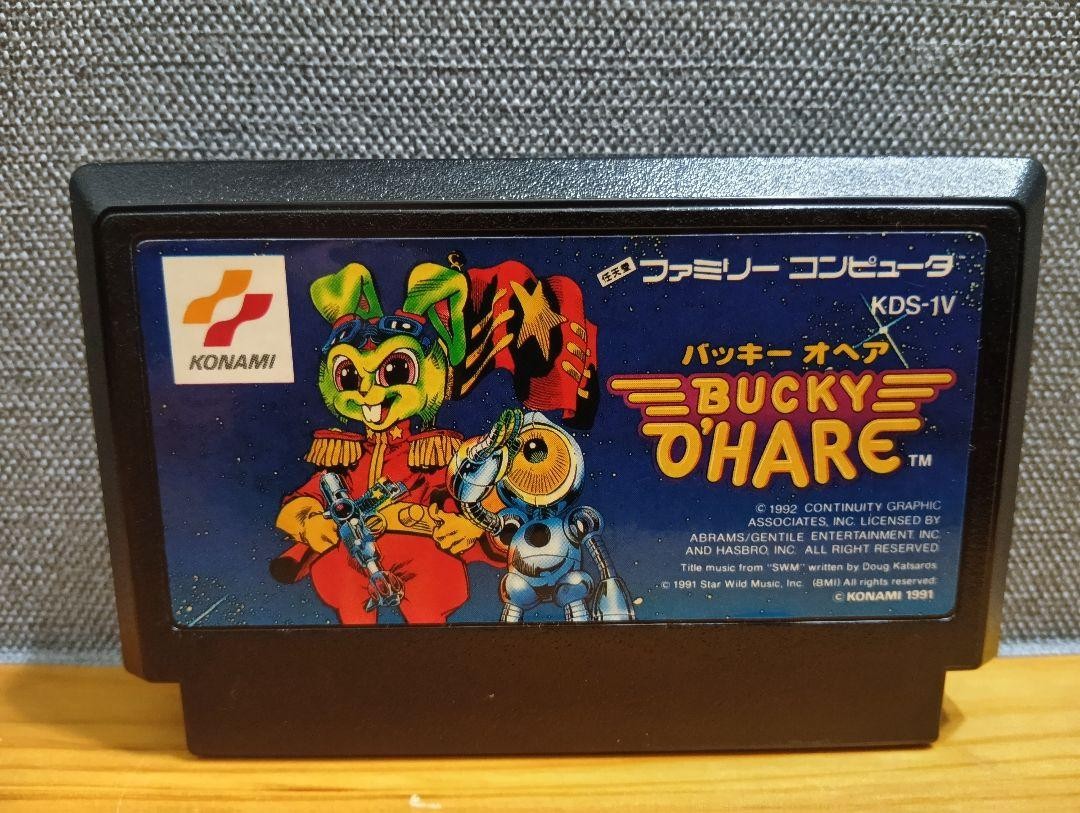 KONAMI
任天堂 ファミリー コンピュータ
KDS-1V
バッキー オヘア
BUCKY
O'HARE TM
© 1992 CONTINUITY GRAPHIC
ASSOCIATES, INC. LICENSED BY
ABRAMS/GENTILE ENTERTAINMENT INC.
AND HASBRO, INC. ALL RIGHT RESERVED.
Title music from "SWM" written by Doug Katsaros
© 1991 Star Wild Music, Inc. (BMI) All rights reserved.
© KONAMI 1991